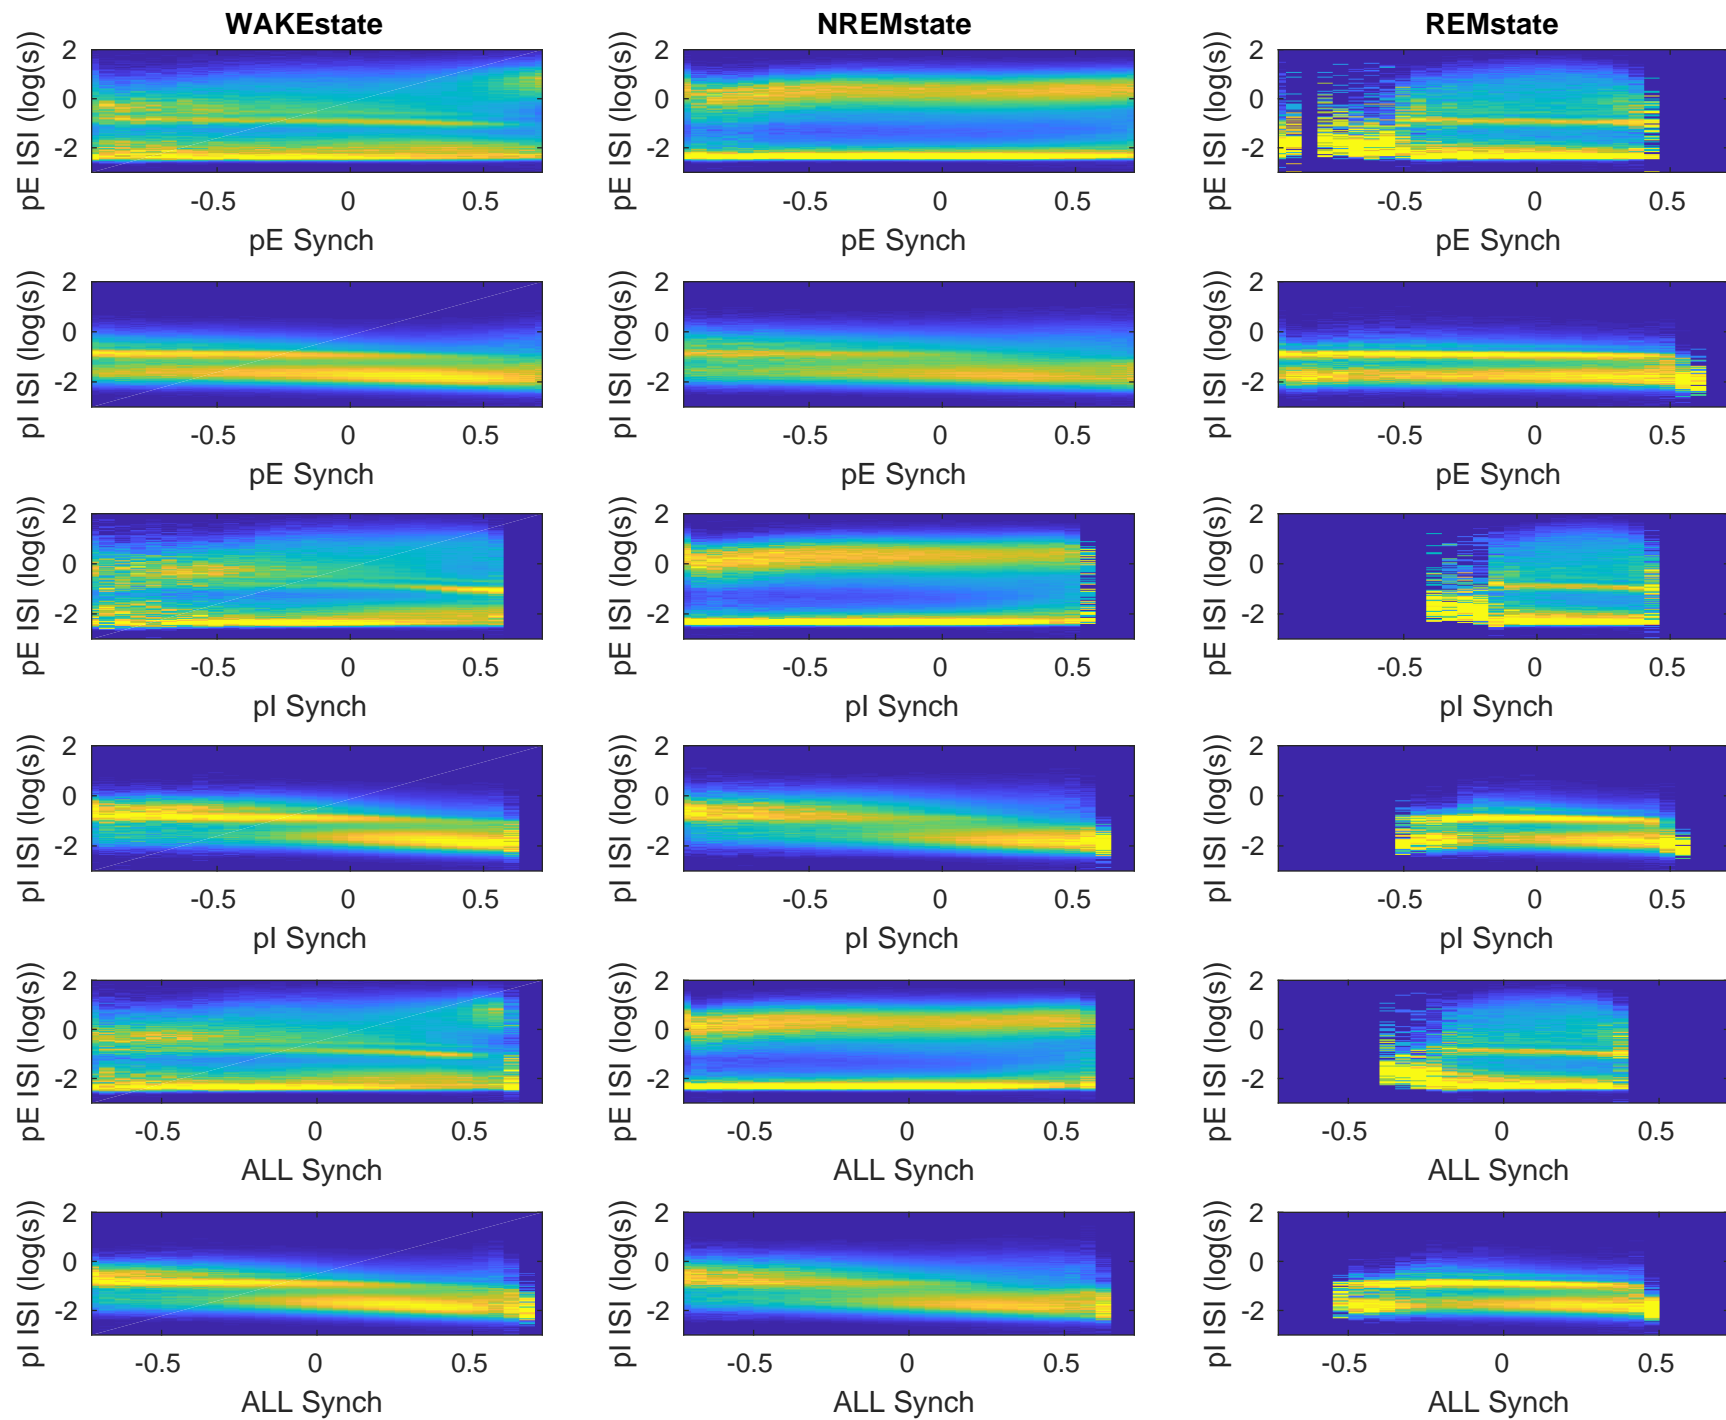 WAKEstate NREMstate REMstate
pE ISI (log(s)) 2 0 -2 pE ISI (log(s)) 2 0 -2 pE ISI (log(s)) 2 0 -2
-0.5 0 0.5 -0.5 0 0.5 -0.5 0 0.5
pE Synch pE Synch pE Synch
pI ISI (log(s)) 2 0 -2 pI ISI (log(s)) 2 0 -2 pI ISI (log(s)) 2 0 -2
-0.5 0 0.5 -0.5 0 0.5 -0.5 0 0.5
pE Synch pE Synch pE Synch
pE ISI (log(s)) 2 0 -2 pE ISI (log(s)) 2 0 -2 pE ISI (log(s)) 2 0 -2
-0.5 0 0.5 -0.5 0 0.5 -0.5 0 0.5
pI Synch pI Synch pI Synch
pI ISI (log(s)) 2 0 -2 pI ISI (log(s)) 2 0 -2 pI ISI (log(s)) 2 0 -2
-0.5 0 0.5 -0.5 0 0.5 -0.5 0 0.5
pI Synch pI Synch pI Synch
pE ISI (log(s)) 2 0 -2 pE ISI (log(s)) 2 0 -2 pE ISI (log(s)) 2 0 -2
-0.5 0 0.5 -0.5 0 0.5 -0.5 0 0.5
ALL Synch ALL Synch ALL Synch
pI ISI (log(s)) 2 0 -2 pI ISI (log(s)) 2 0 -2 pI ISI (log(s)) 2 0 -2
-0.5 0 0.5 -0.5 0 0.5 -0.5 0 0.5
ALL Synch ALL Synch ALL Synch